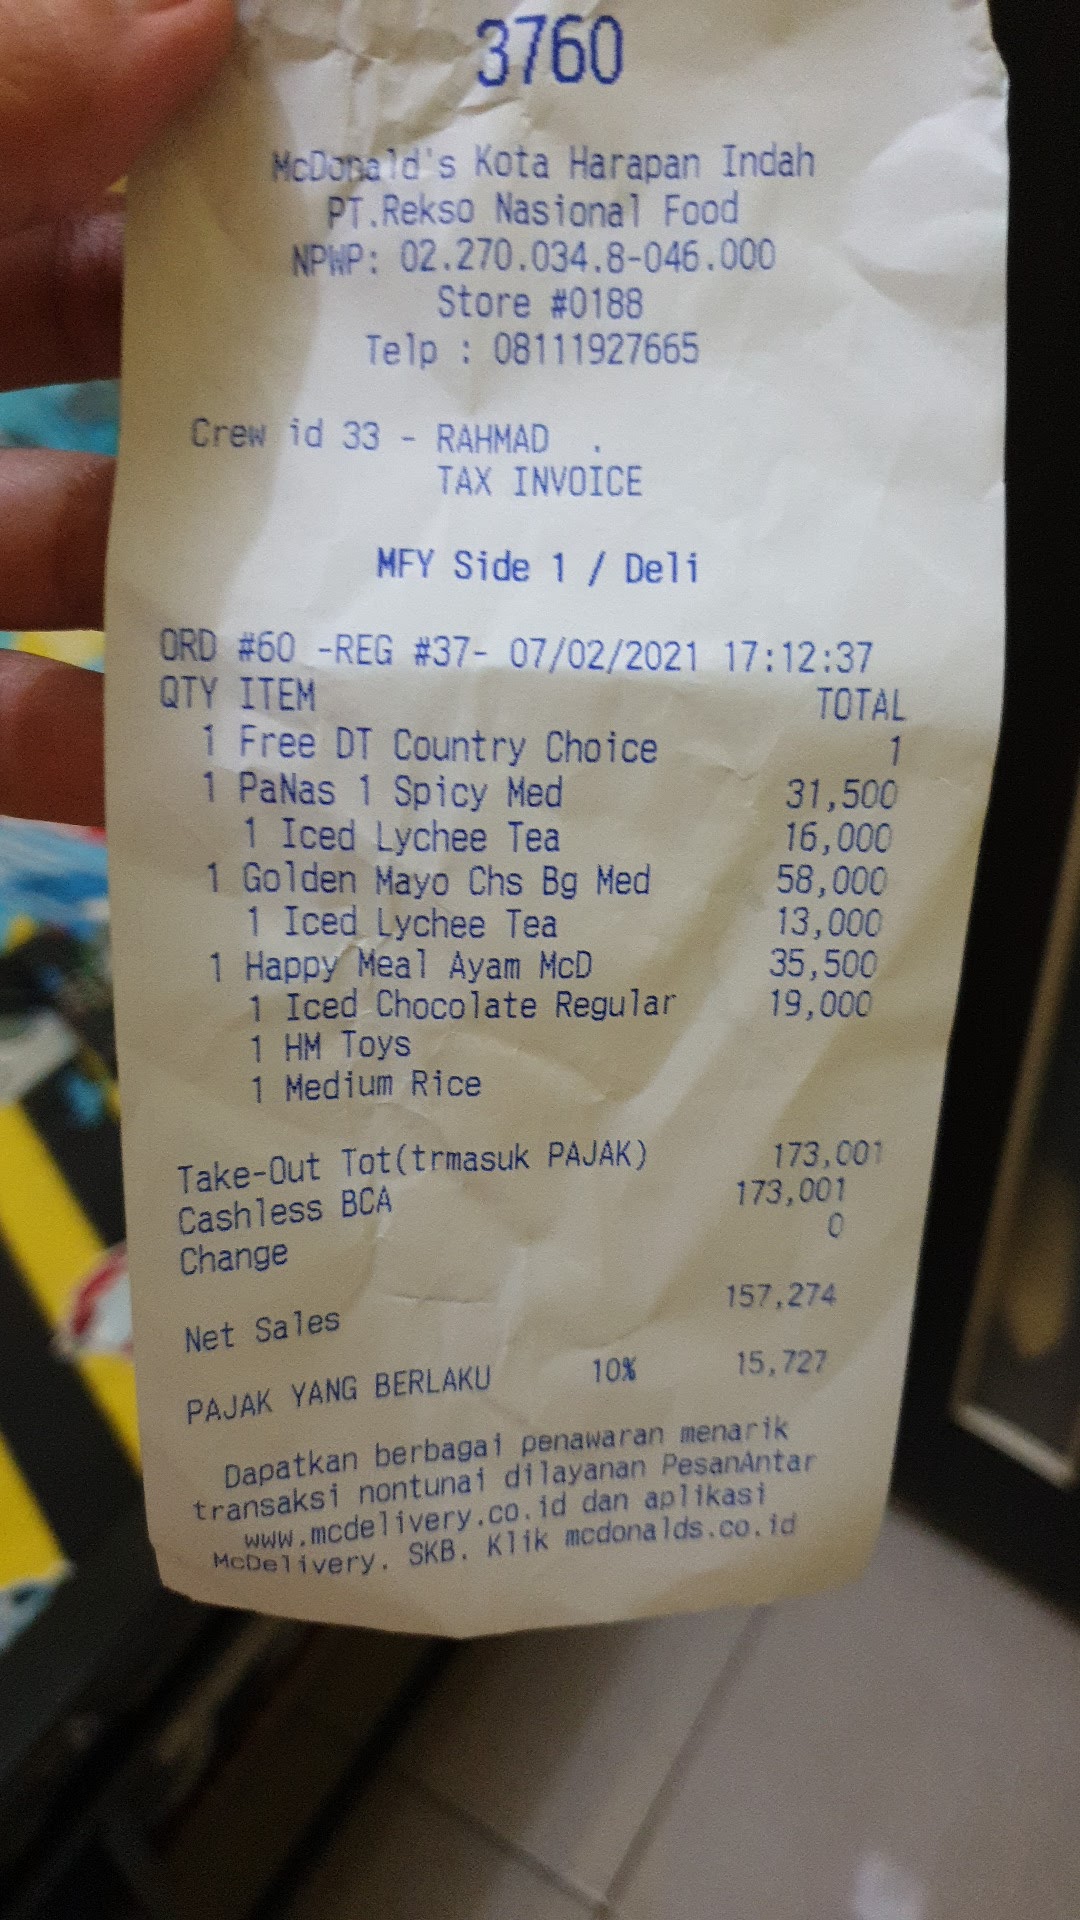 3760
McDonald's Kota Harapan Indah
PT.Rekso Nasional Food
NPWP: 02.270.034.8-046.000
Store #0188
Telp : 08111927665
Crew id 33 - RAHMAD .
TAX INVOICE
MFY Side 1 / Deli
ORD #60 -REG #37- 07/02/2021 17:12:37
QTY ITEM TOTAL
1 Free DT Country Choice 1
1 PaNas 1 Spicy Med 31,500
1 Iced Lychee Tea 16,000
1 Golden Mayo Chs Bg Med 58,000
1 Iced Lychee Tea 13,000
1 Happy Meal Ayam McD 35,500
1 Iced Chocolate Regular 19,000
1 HM Toys
1 Medium Rice
Take-Out Tot(trmasuk PAJAK) 173,001
Cashless BCA 173,001
Change 0
Net Sales 157,274
PAJAK YANG BERLAKU 10% 15,727
Dapatkan berbagai penawaran menarik
transaksi nontunai dilayanan PesanAntar
www.mcdelivery.co.id dan aplikasi
McDelivery. SKB. Klik mcdonalds.co.id